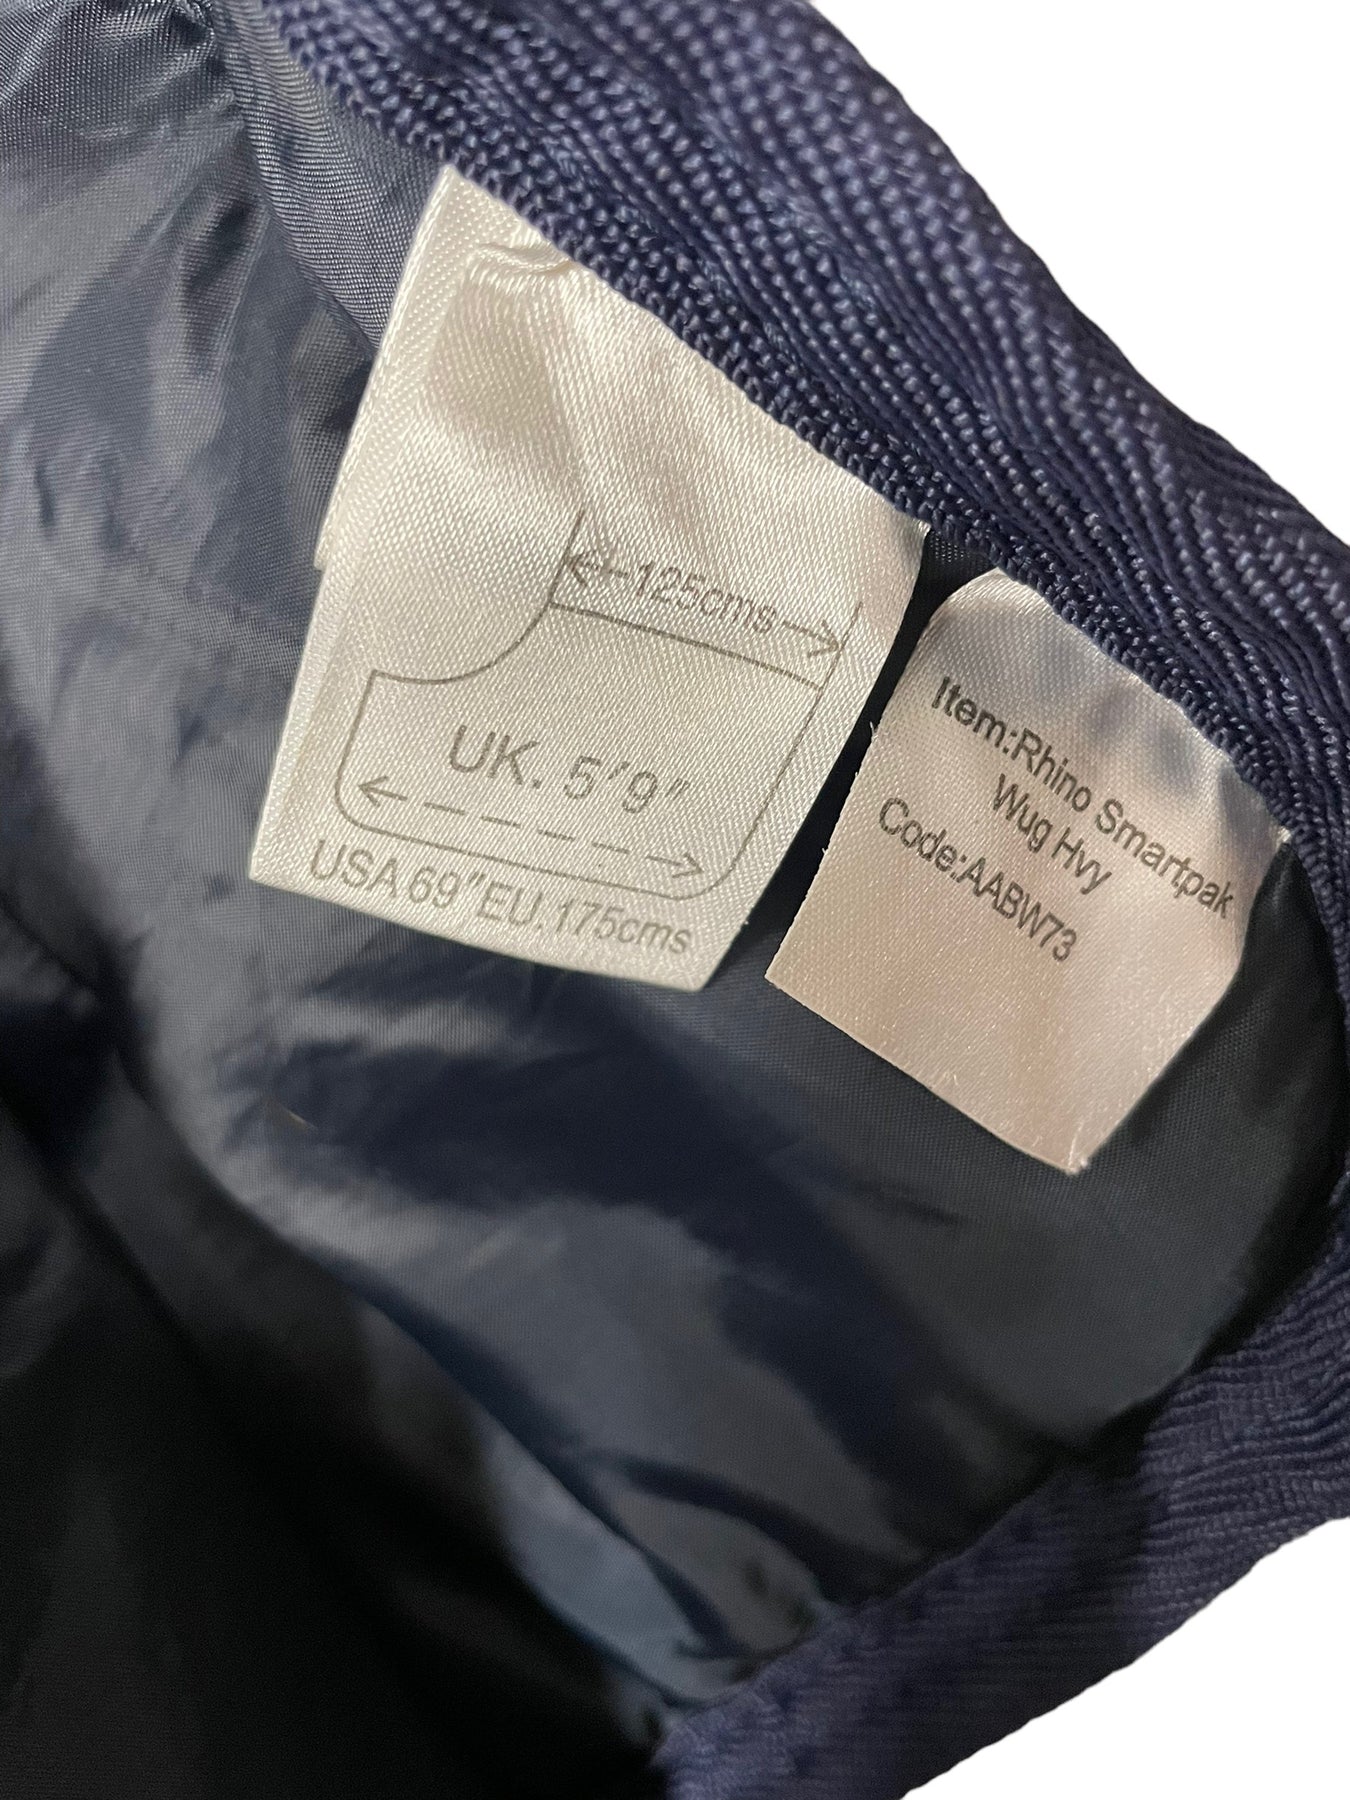 125cms
UK. 5'9"
USA 69" EU. 175cms
Item:Rhino Smartpak
Wug Hvy
Code:AABW73